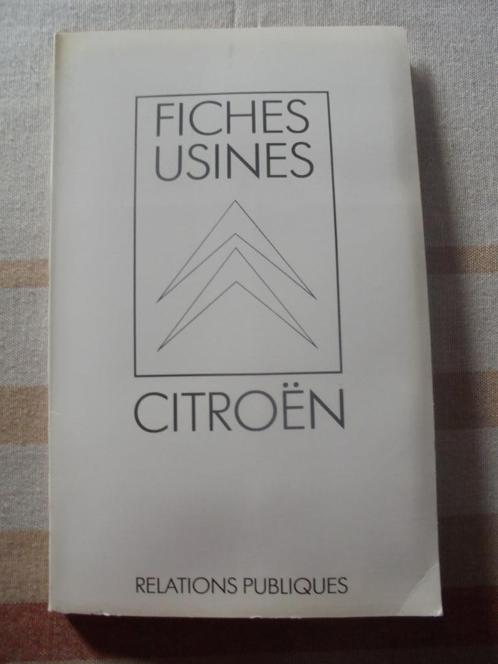 FICHES
USINES
CITROËN
RELATIONS PUBLIQUES